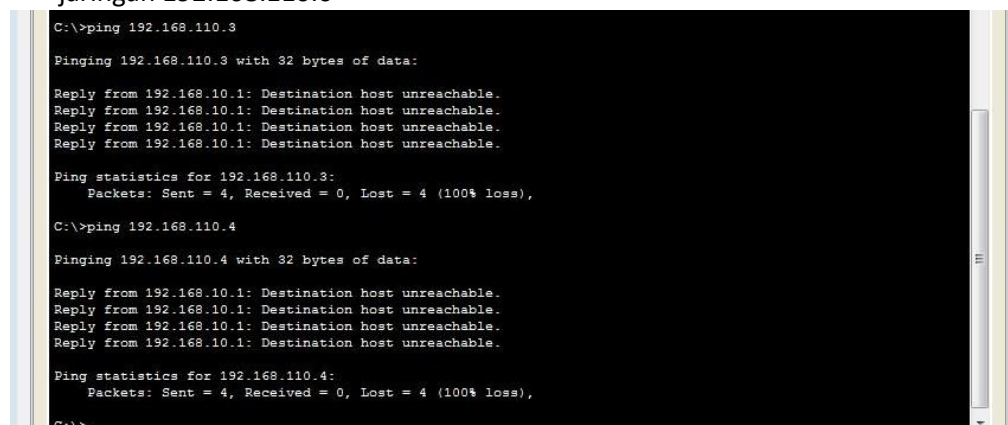 jaringan 192.168.110.0
C:\>ping 192.168.110.3
Pinging 192.168.110.3 with 32 bytes of data:
Reply from 192.168.10.1: Destination host unreachable.
Reply from 192.168.10.1: Destination host unreachable.
Reply from 192.168.10.1: Destination host unreachable.
Reply from 192.168.10.1: Destination host unreachable.
Ping statistics for 192.168.110.3:
Packets: Sent = 4, Received = 0, Lost = 4 (100% loss),
C:\>ping 192.168.110.4
Pinging 192.168.110.4 with 32 bytes of data:
Reply from 192.168.10.1: Destination host unreachable.
Reply from 192.168.10.1: Destination host unreachable.
Reply from 192.168.10.1: Destination host unreachable.
Reply from 192.168.10.1: Destination host unreachable.
Ping statistics for 192.168.110.4:
Packets: Sent = 4, Received = 0, Lost = 4 (100% loss),
C:\>